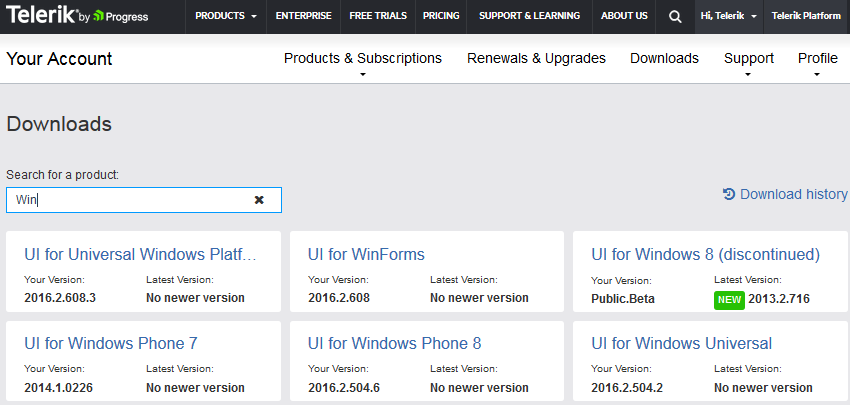 Telerik by Progress PRODUCTS ENTERPRISE FREE TRIALS PRICING SUPPORT & LEARNING ABOUT US Hi, Telerik Telerik Platform
Your Account Products & Subscriptions Renewals & Upgrades Downloads Support Profile
Downloads
Search for a product:
Win
Download history
UI for Universal Windows Platf... UI for WinForms UI for Windows 8 (discontinued)
Your Version: Latest Version: Your Version: Latest Version: Your Version: Latest Version:
2016.2.608.3 No newer version 2016.2.608 No newer version Public.Beta NEW 2013.2.716
UI for Windows Phone 7 UI for Windows Phone 8 UI for Windows Universal
Your Version: Latest Version: Your Version: Latest Version: Your Version: Latest Version:
2014.1.0226 No newer version 2016.2.504.6 No newer version 2016.2.504.2 No newer version